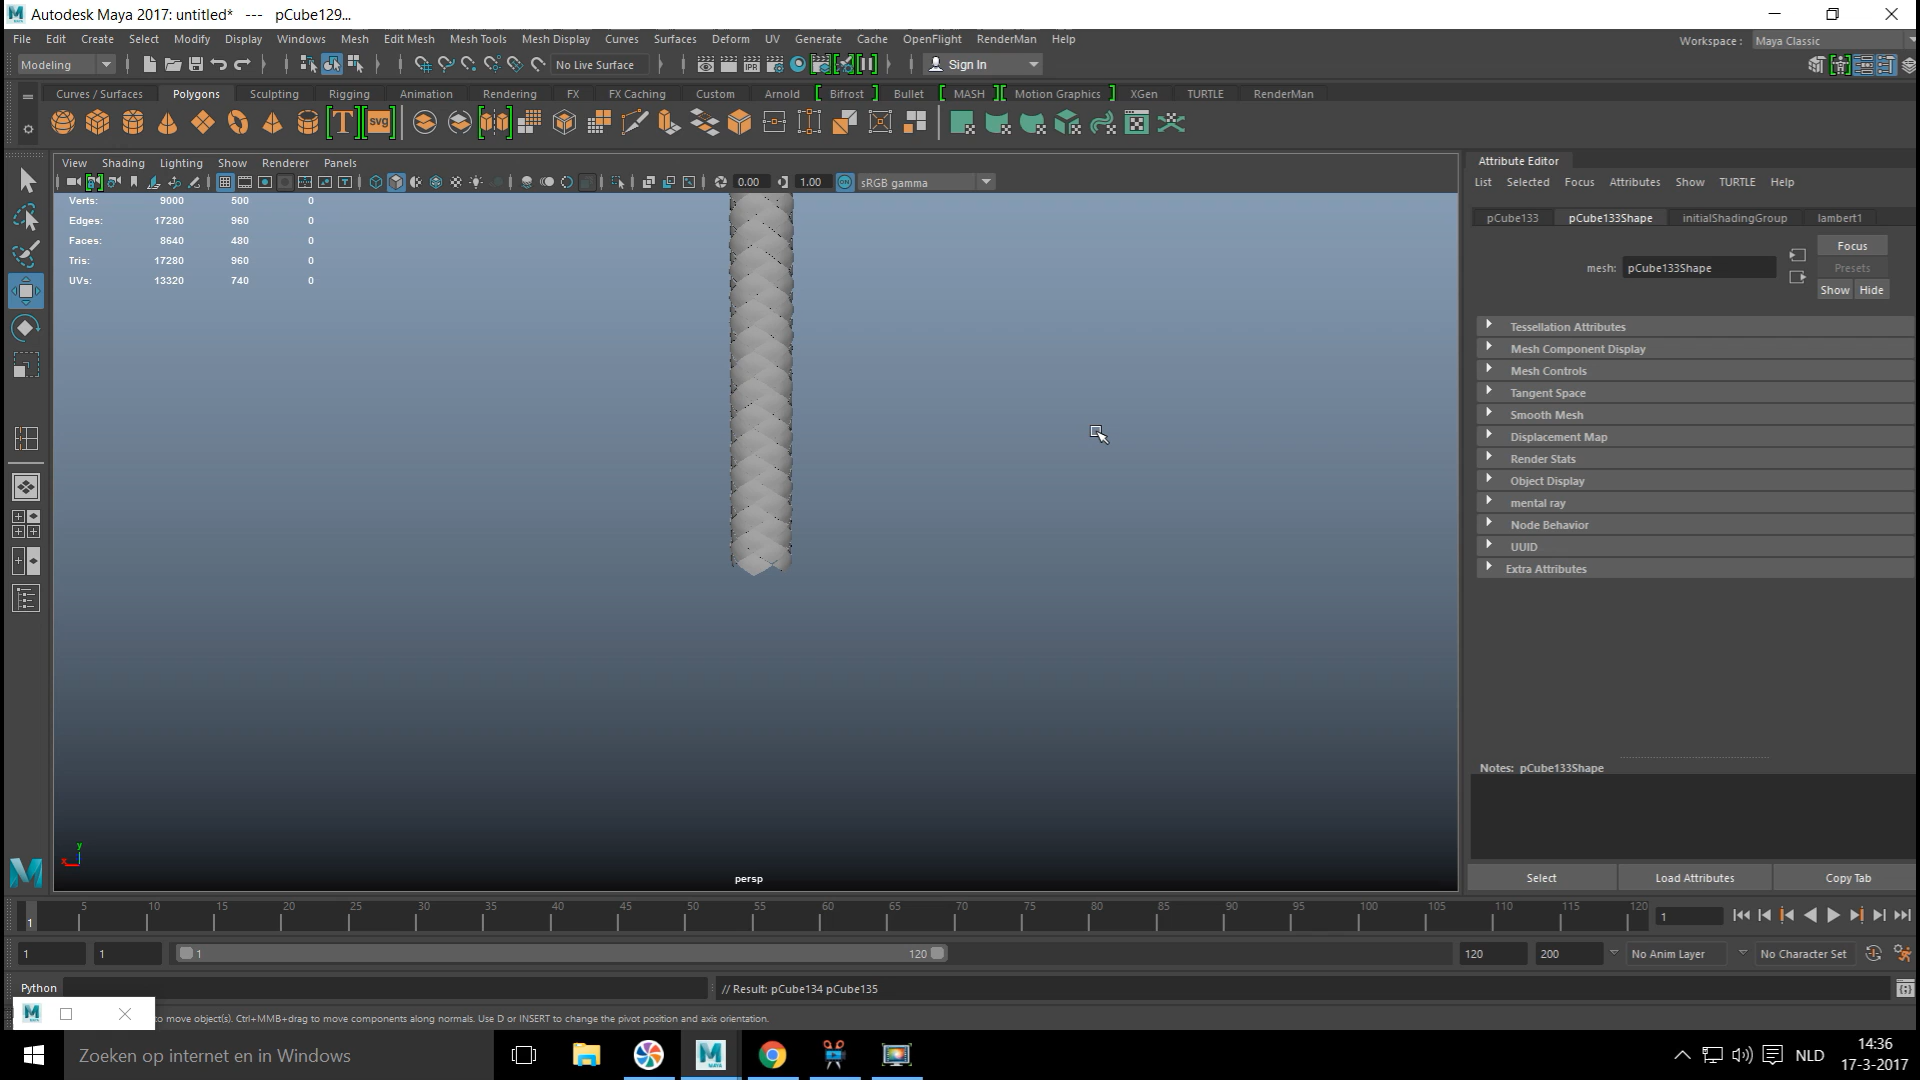 Autodesk Maya 2017: untitled* --- pCube129...
File Edit Create Select Modify Display Windows Mesh Edit Mesh Mesh Tools Mesh Display Curves Surfaces Deform UV Generate Cache OpenFlight RenderMan Help
Workspace : Maya Classic
Modeling No Live Surface Sign In
Curves / Surfaces Polygons Sculpting Rigging Animation Rendering FX FX Caching Custom Arnold Bifrost Bullet MASH Motion Graphics XGen TURTLE RenderMan
T svg
View Shading Lighting Show Renderer Panels
0.00 1.00 ON sRGB gamma
Verts: 9000 500 0
Edges: 17280 960 0
Faces: 8640 480 0
Tris: 17280 960 0
UVs: 13320 740 0
y
x
persp
Attribute Editor
List Selected Focus Attributes Show TURTLE Help
pCube133 pCube133Shape initialShadingGroup lambert1
Focus
mesh: pCube133Shape
Presets
Show Hide
Tessellation Attributes
Mesh Component Display
Mesh Controls
Tangent Space
Smooth Mesh
Displacement Map
Render Stats
Object Display
mental ray
Node Behavior
UUID
Extra Attributes
Notes: pCube133Shape
Select Load Attributes Copy Tab
1 5 10 15 20 25 30 35 40 45 50 55 60 65 70 75 80 85 90 95 100 105 110 115 120 1
1 1 1 120 120 200 No Anim Layer No Character Set
Python // Result: pCube134 pCube135
to move object(s). Ctrl+MMB+drag to move components along normals. Use D or INSERT to change the pivot position and axis orientation.
Zoeken op internet en in Windows
NLD
14:36
17-3-2017